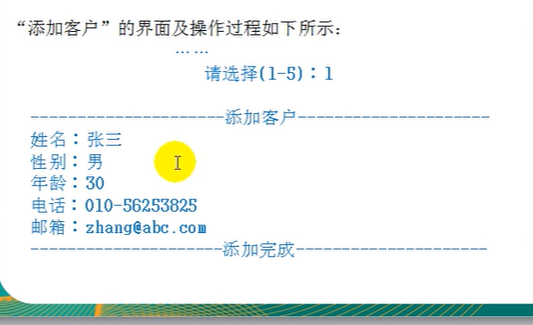 “添加客户”的界面及操作过程如下所示：
……
请选择(1-5)：1
---------------------添加客户---------------------
姓名：张三
性别：男
年龄：30
电话：010-56253825
邮箱：zhang@abc.com
---------------------添加完成---------------------